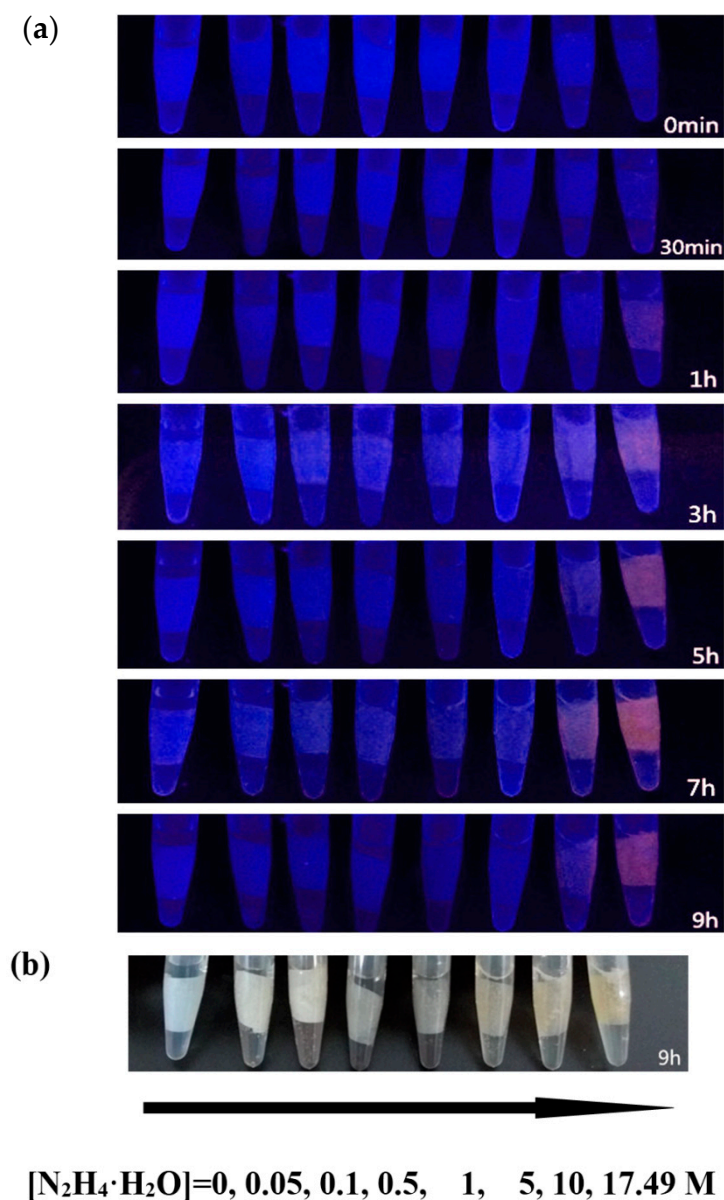 (a)
0min
30min
1h
3h
5h
7h
9h
(b)
9h
[N₂H₄·H₂O]=0, 0.05, 0.1, 0.5, 1, 5, 10, 17.49 M